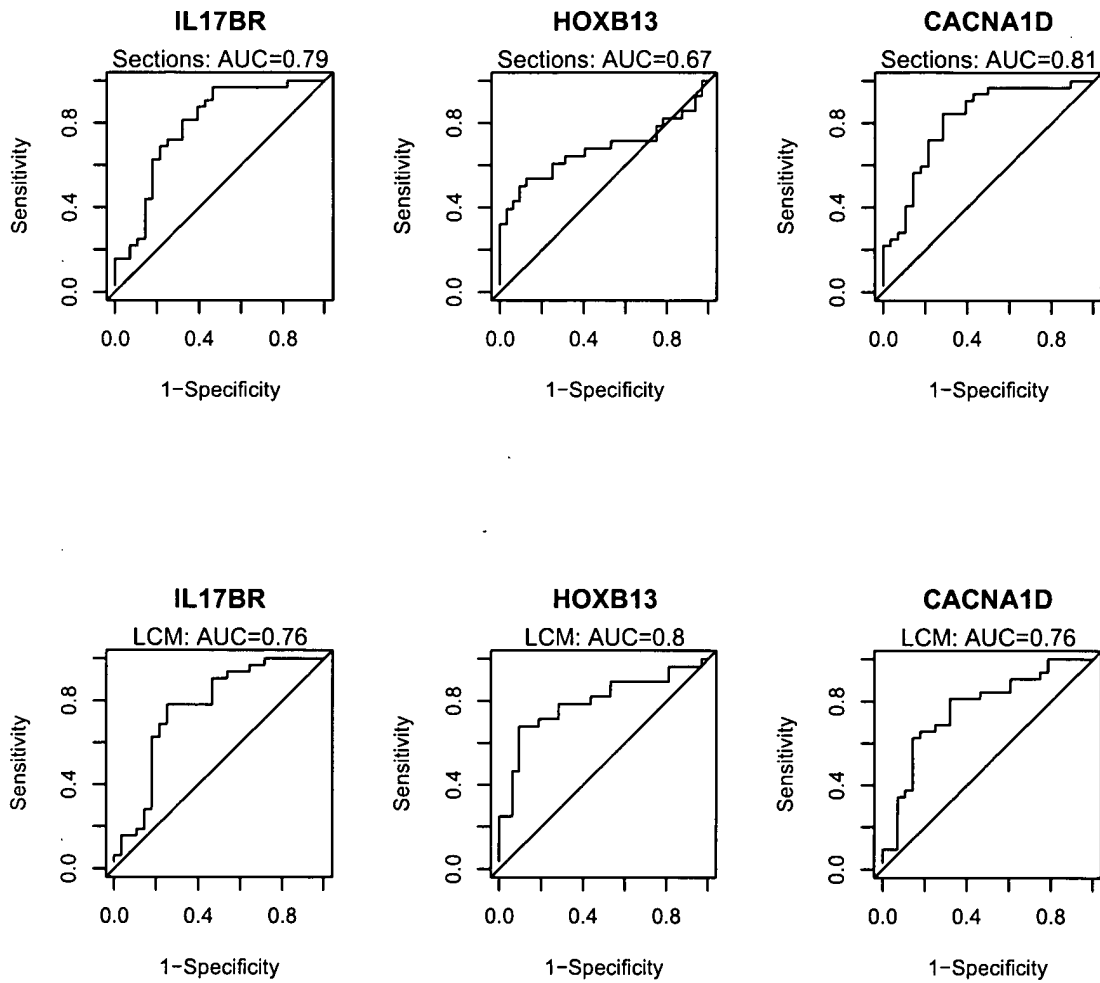 IL17BR
HOXB13
CACNA1D
Sections: AUC=0.79
Sections: AUC=0.67
Sections: AUC=0.81
Sensitivity
0.0 0.4 0.8
0.0 0.4 0.8
1−Specificity
Sensitivity
0.0 0.4 0.8
0.0 0.4 0.8
1−Specificity
Sensitivity
0.0 0.4 0.8
0.0 0.4 0.8
1−Specificity
IL17BR
HOXB13
CACNA1D
LCM: AUC=0.76
LCM: AUC=0.8
LCM: AUC=0.76
Sensitivity
0.0 0.4 0.8
0.0 0.4 0.8
1−Specificity
Sensitivity
0.0 0.4 0.8
0.0 0.4 0.8
1−Specificity
Sensitivity
0.0 0.4 0.8
0.0 0.4 0.8
1−Specificity